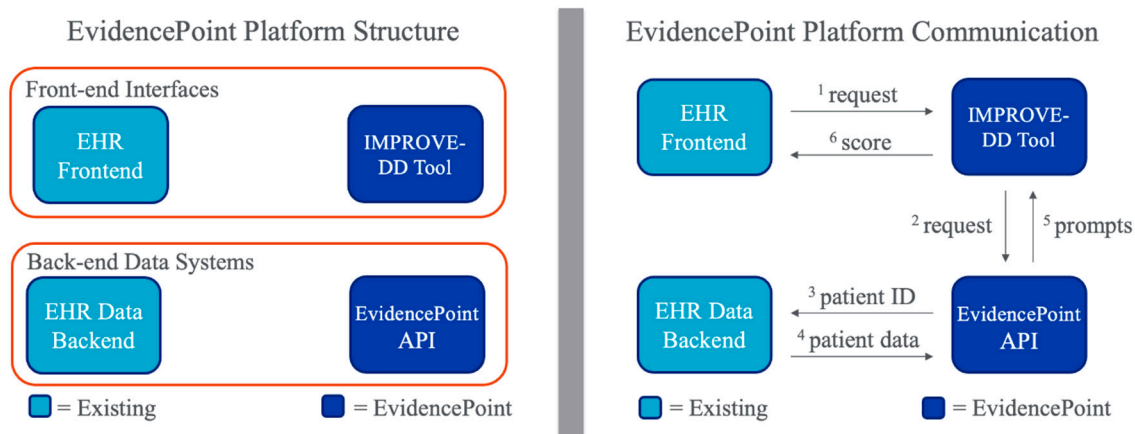 EvidencePoint Platform Structure
Front-end Interfaces
EHR
Frontend
IMPROVE-
DD Tool
Back-end Data Systems
EHR Data
Backend
EvidencePoint
API
= Existing
= EvidencePoint
EvidencePoint Platform Communication
EHR
Frontend
1 request
6 score
IMPROVE-
DD Tool
2 request
5 prompts
EHR Data
Backend
3 patient ID
4 patient data
EvidencePoint
API
= Existing
= EvidencePoint